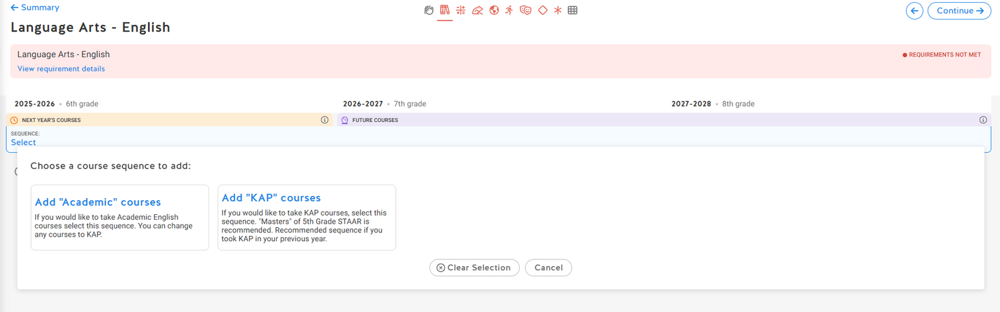 Summary
Continue
Language Arts - English
Language Arts - English
REQUIREMENTS NOT MET
View requirement details
2025-2026 • 6th grade
2026-2027 • 7th grade
2027-2028 • 8th grade
NEXT YEAR'S COURSES
FUTURE COURSES
SEQUENCE:
Select
Choose a course sequence to add:
Add "Academic" courses
If you would like to take Academic English
courses select this sequence. You can change
any courses to KAP.
Add "KAP" courses
If you would like to take KAP courses, select this
sequence. "Masters" of 5th Grade STAAR is
recommended. Recommended sequence if you
took KAP in your previous year.
Clear Selection
Cancel